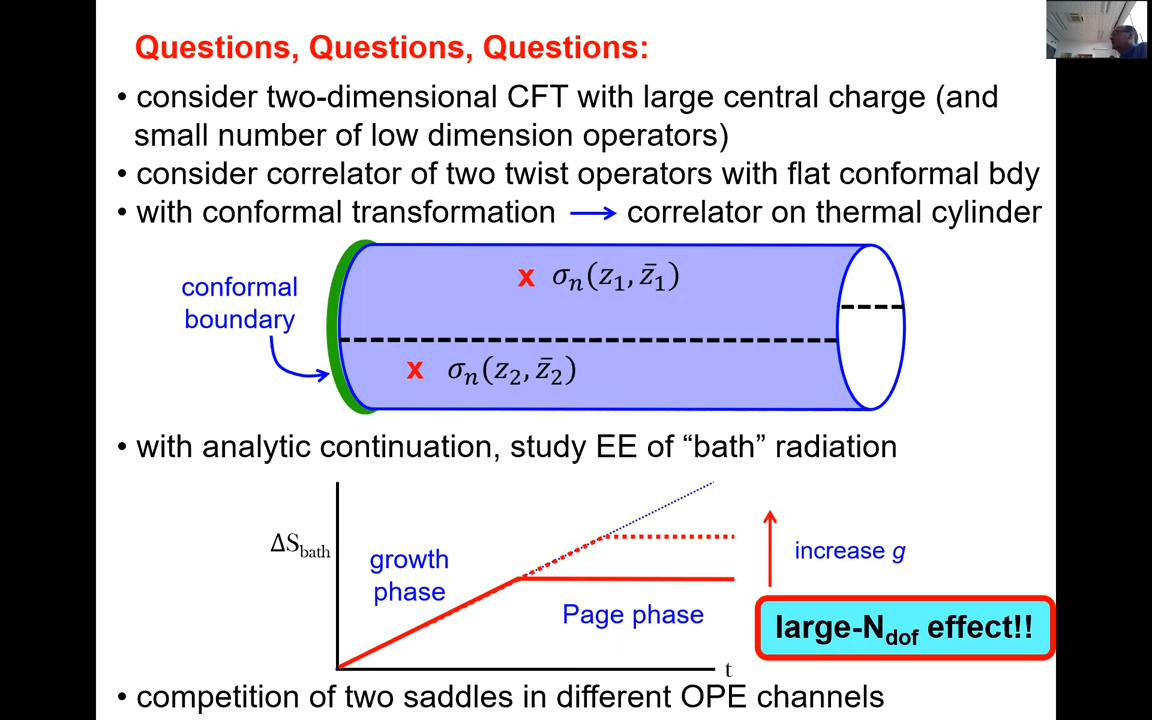 Questions, Questions, Questions:
• consider two-dimensional CFT with large central charge (and
small number of low dimension operators)
• consider correlator of two twist operators with flat conformal bdy
• with conformal transformation → correlator on thermal cylinder
conformal
boundary
x σₙ(z₁, z̄₁)
x σₙ(z₂, z̄₂)
• with analytic continuation, study EE of “bath” radiation
ΔS_bath
growth
phase
Page phase
increase g
large-N_dof effect!!
t
• competition of two saddles in different OPE channels